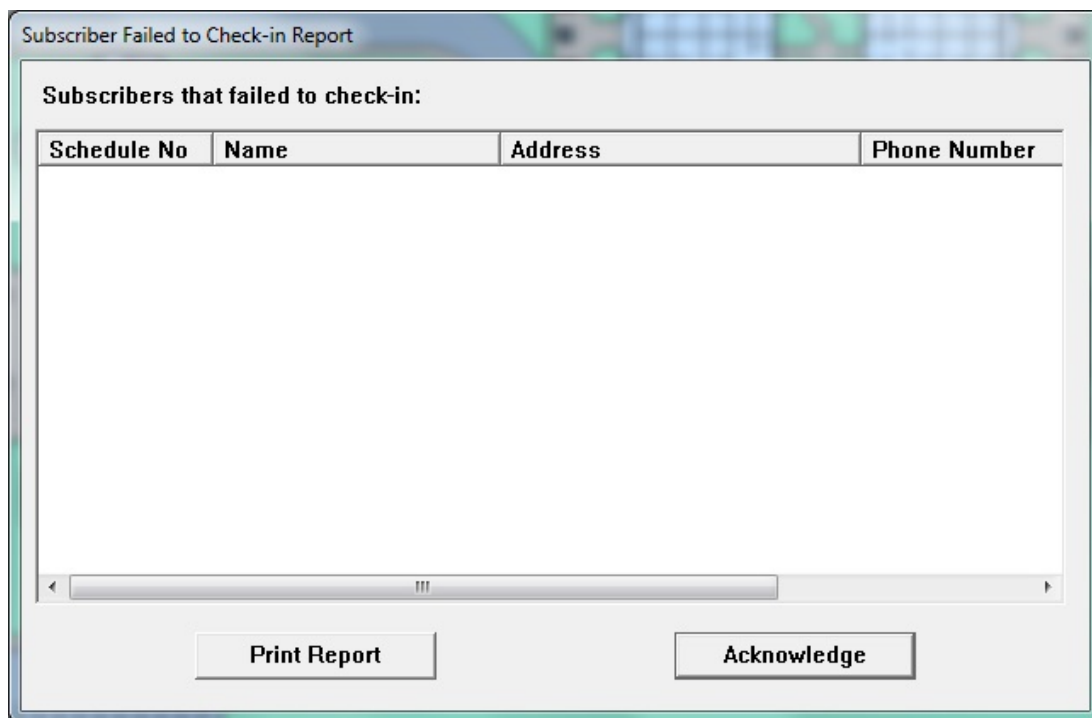 Subscriber Failed to Check-in Report
Subscribers that failed to check-in:
Schedule No Name Address Phone Number
Print Report Acknowledge